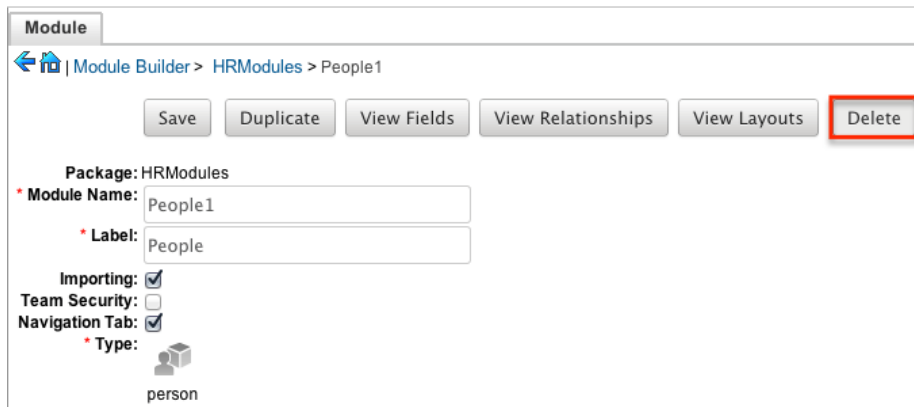 Module
| Module Builder > HRModules > People1
Save Duplicate View Fields View Relationships View Layouts Delete
Package: HRModules
* Module Name: People1
* Label: People
Importing:
Team Security:
Navigation Tab:
* Type:
person